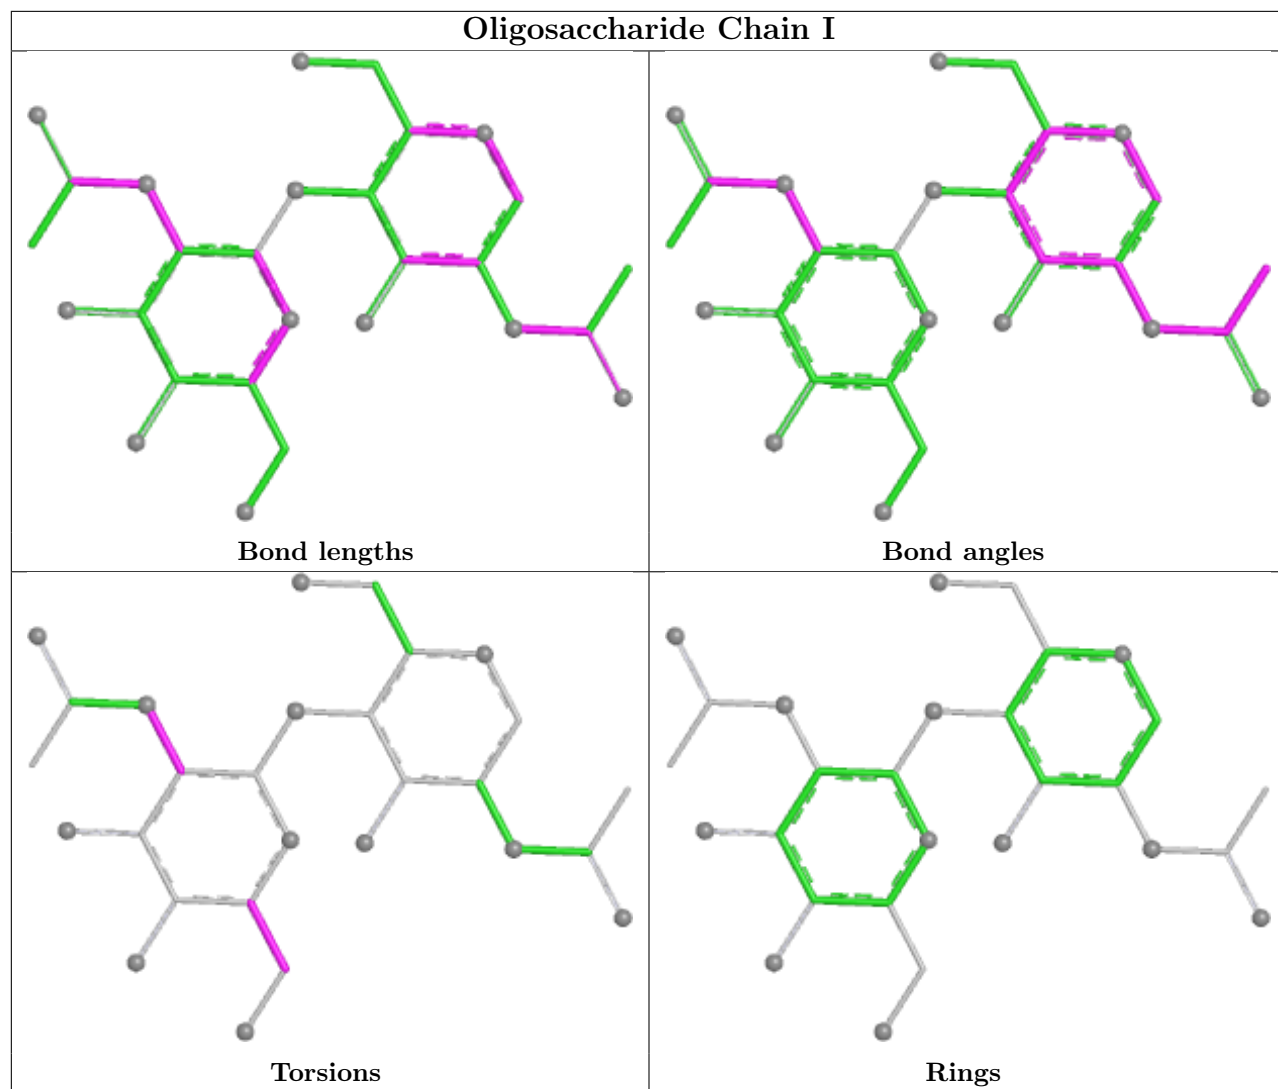 Oligosaccharide Chain I
Bond lengths
Bond angles
Torsions
Rings